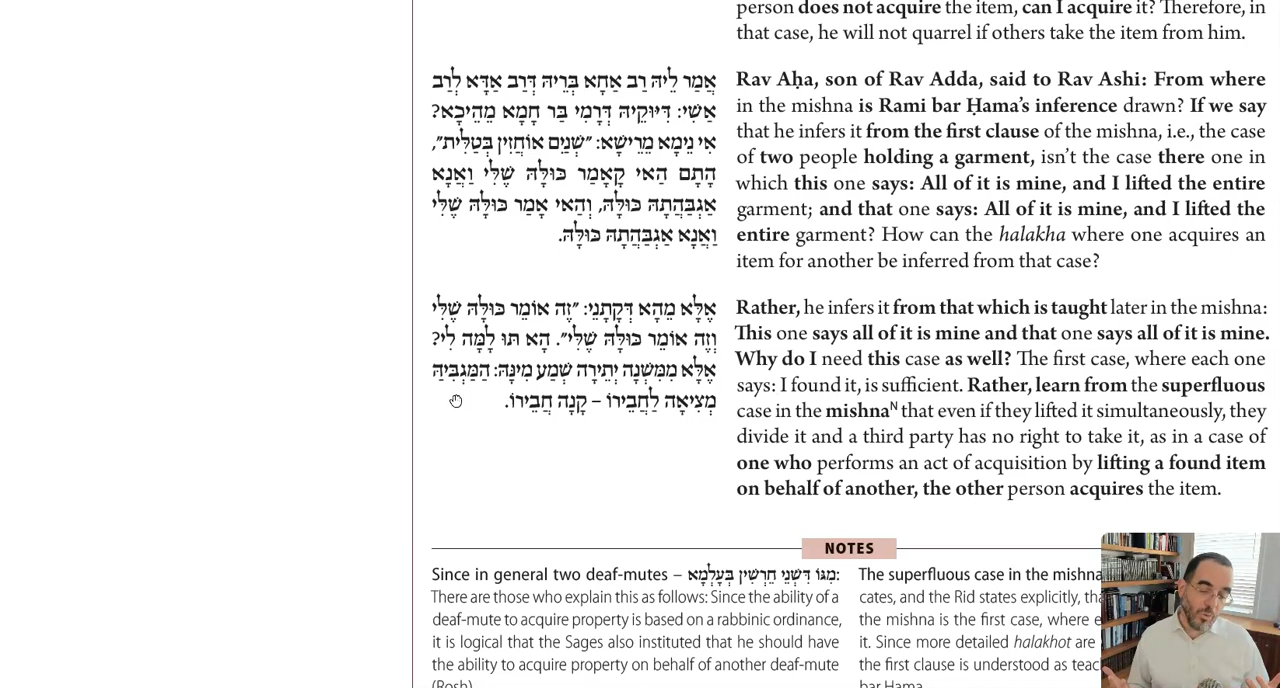 person does not acquire the item, can I acquire it? Therefore, in
that case, he will not quarrel if others take the item from him.
אֲמַר לֵיהּ רַב אַחָא בְּרֵיהּ דְּרַב אַדָּא לְרַב
אָשֵׁי: דִּיּוּקֵיהּ דְּרָמֵי בַּר חָמָא מֵהֵיכָא?
אִי נֵימָא מֵרֵישָׁא: ״שְׁנַיִם אוֹחֲזִין בְּטַלִּית״,
הָתָם הַאי קָאָמַר כּוּלָּהּ שֶׁלִּי וַאֲנָא
אַגְבַּהְתָּהּ כּוּלָּהּ, וְהַאי אָמַר כּוּלָּהּ שֶׁלִּי
וַאֲנָא אַגְבַּהְתָּהּ כּוּלָּהּ.
Rav Aḥa, son of Rav Adda, said to Rav Ashi: From where
in the mishna is Rami bar Ḥama's inference drawn? If we say
that he infers it from the first clause of the mishna, i.e., the case
of two people holding a garment, isn't the case there one in
which this one says: All of it is mine, and I lifted the entire
garment; and that one says: All of it is mine, and I lifted the
entire garment? How can the halakha where one acquires an
item for another be inferred from that case?
אֶלָּא מֵהָא דְּקָתָנֵי: ״זֶה אוֹמֵר כּוּלָּהּ שֶׁלִּי
וְזֶה אוֹמֵר כּוּלָּהּ שֶׁלִּי״. הָא תּוּ לָמָּה לִי?
אֶלָּא מִמִּשְׁנָה יְתֵירָה שְׁמַע מִינַּהּ: הַמַּגְבִּיהַּ
מְצִיאָה לַחֲבֵירוֹ – קָנָה חֲבֵירוֹ.
Rather, he infers it from that which is taught later in the mishna:
This one says all of it is mine and that one says all of it is mine.
Why do I need this case as well? The first case, where each one
says: I found it, is sufficient. Rather, learn from the superfluous
case in the mishnaᴺ that even if they lifted it simultaneously, they
divide it and a third party has no right to take it, as in a case of
one who performs an act of acquisition by lifting a found item
on behalf of another, the other person acquires the item.
NOTES
Since in general two deaf-mutes – מִגּוֹ דִּשְׁנֵי חֵרְשִׁין בְּעָלְמָא:
There are those who explain this as follows: Since the ability of a
deaf-mute to acquire property is based on a rabbinic ordinance,
it is logical that the Sages also instituted that he should have
the ability to acquire property on behalf of another deaf-mute
(Rosh)
The superfluous case in the mishna
cates, and the Rid states explicitly, tha
the mishna is the first case, where e
it. Since more detailed halakhot are
the first clause is understood as teac
bar Hama